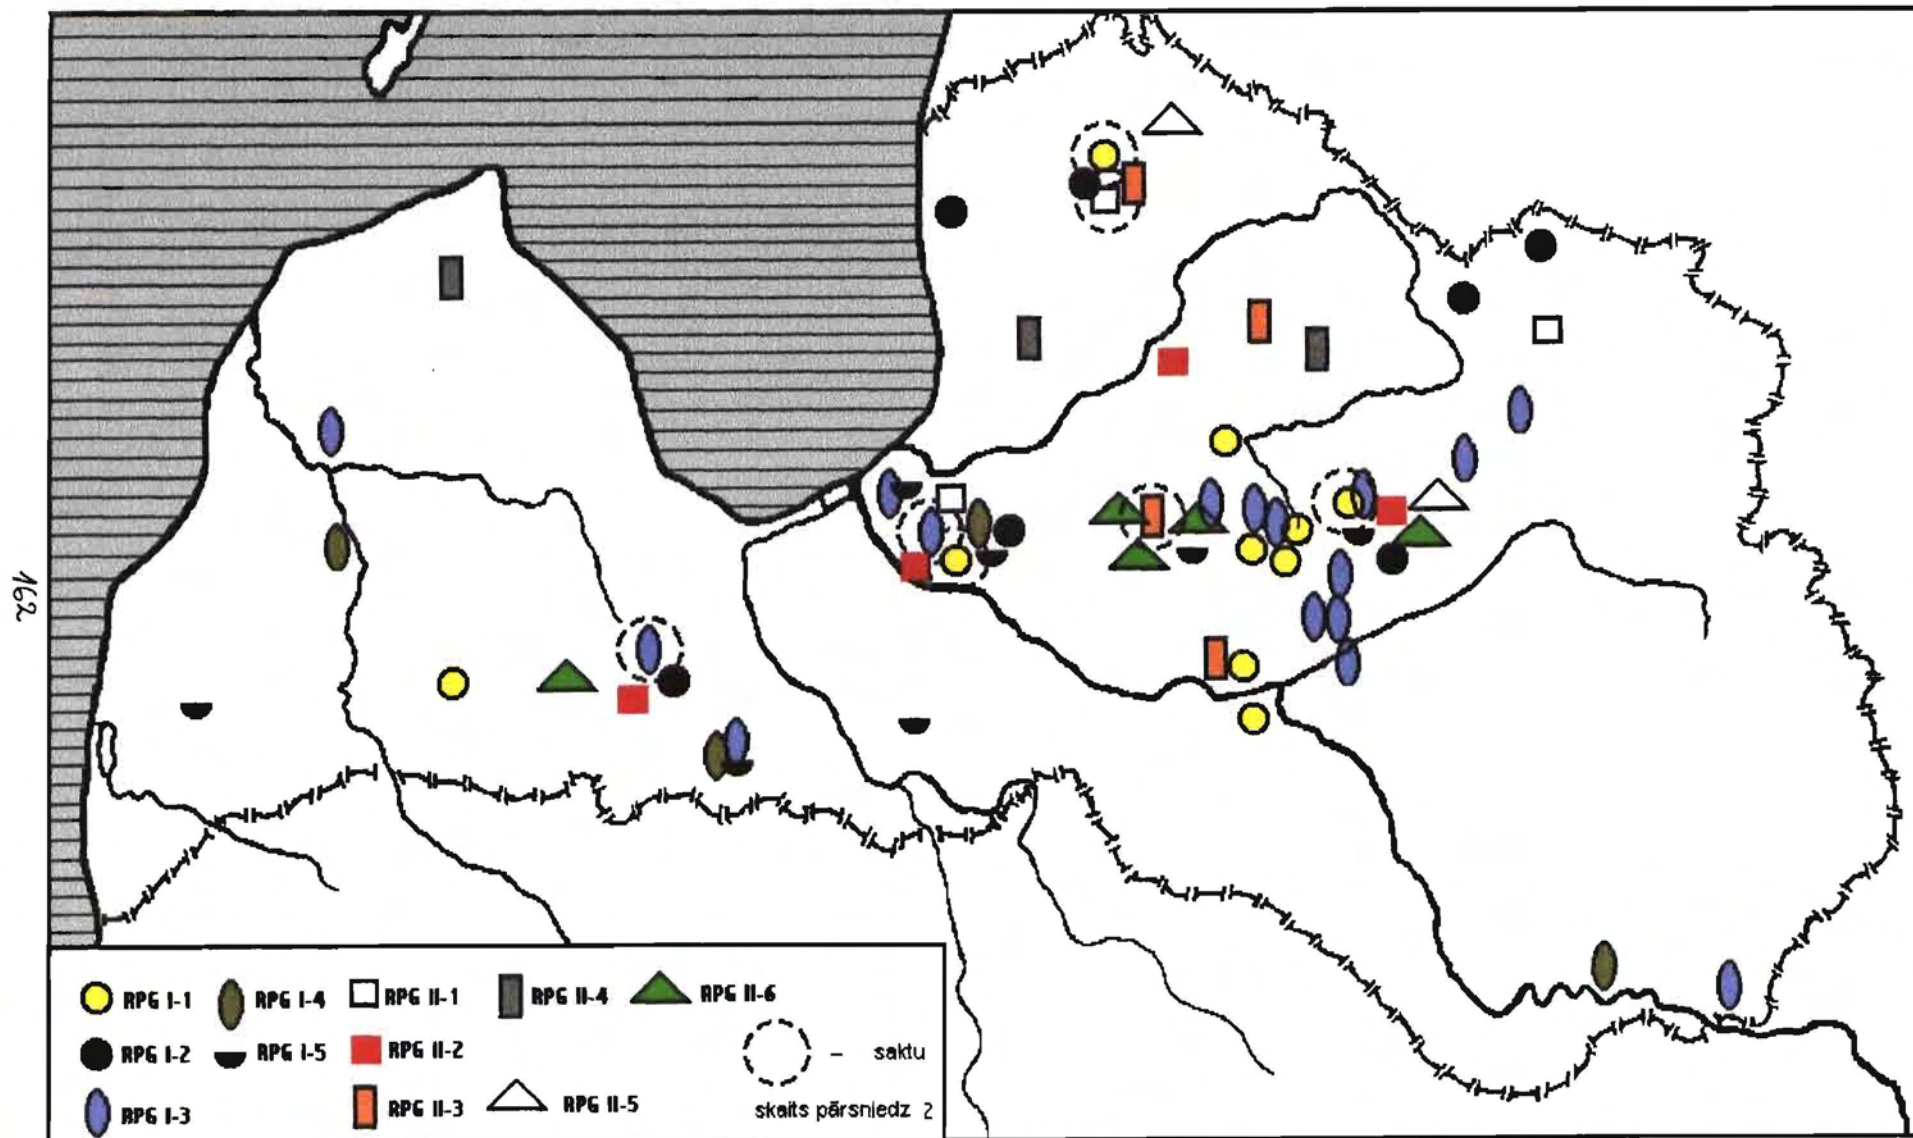 162
RPG I-1 RPG I-4 RPG II-1 RPG II-4 RPG II-6
RPG I-2 RPG I-5 RPG II-2 – saktu
RPG I-3 RPG II-3 RPG II-5 skaits pārsniedz 2